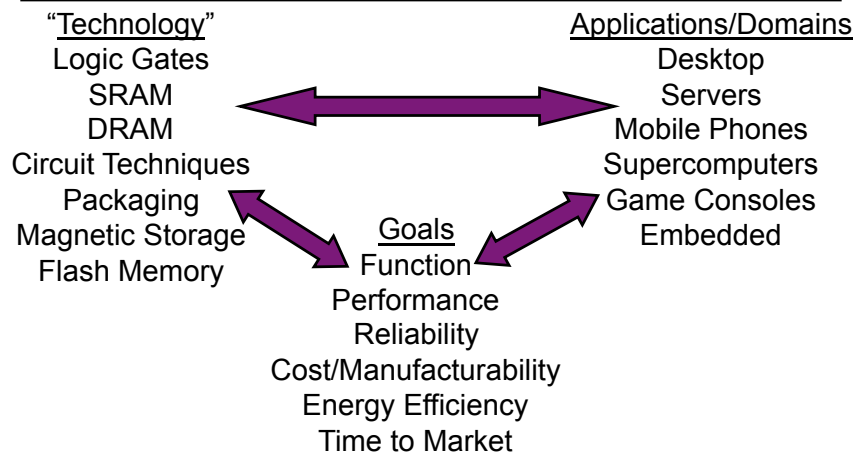 “Technology”
Logic Gates
SRAM
DRAM
Circuit Techniques
Packaging
Magnetic Storage
Flash Memory
Applications/Domains
Desktop
Servers
Mobile Phones
Supercomputers
Game Consoles
Embedded
Goals
Function
Performance
Reliability
Cost/Manufacturability
Energy Efficiency
Time to Market